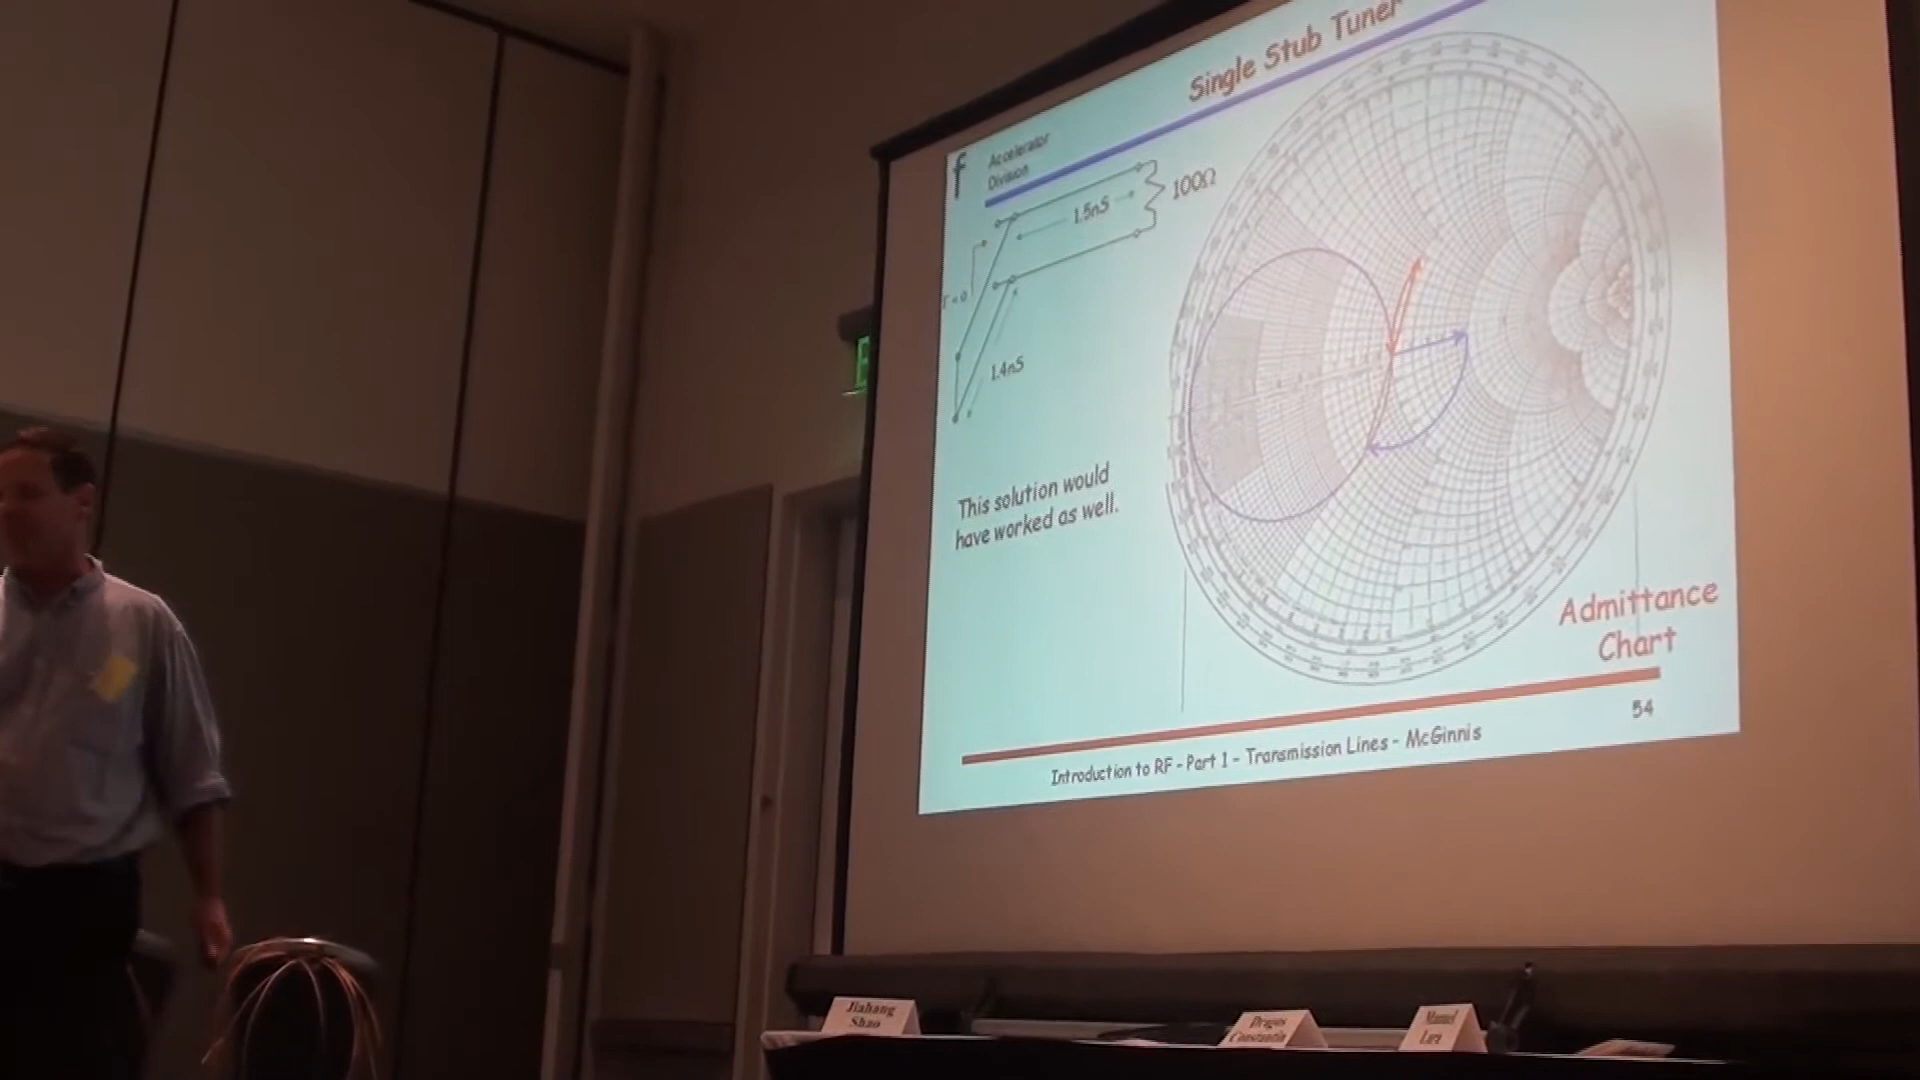 Single Stub Tuner
f
Accelerator
Division
1.5nS
100Ω
Γ = 0
1.4nS
This solution would
have worked as well.
Admittance
Chart
54
Introduction to RF - Part 1 - Transmission Lines - McGinnis
Jiahang
Shao
Dragos
Constantin
Manuel